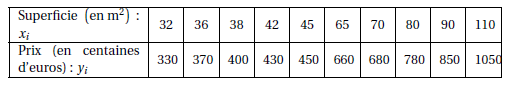 Superficie (en m²) : 32 36 38 42 45 65 70 80 90 110
xᵢ
Prix (en centaines 330 370 400 430 450 660 680 780 850 1050
d'euros) : yᵢ